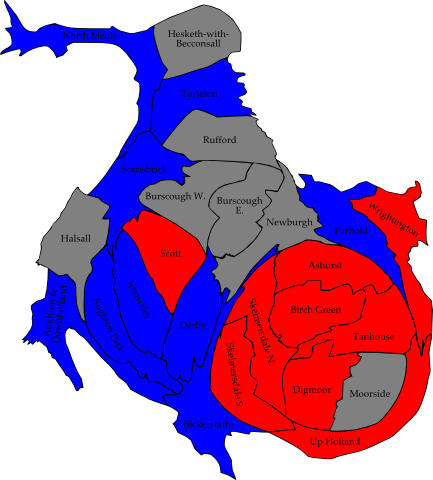 North Meols
Hesketh-with-
Becconsall
Tarleton
Rufford
Scarisbrick
Burscough W.
Burscough
E.
Newburgh
Parbold
Wrightington
Halsall
Scott
Ashurst
Aughton &
Downholland
Aughton Park
Knowsley
Derby
Skelmersdale N.
Birch Green
Tanhouse
Skelmersdale S.
Digmoor
Moorside
Bickerstaffe
Up Holland